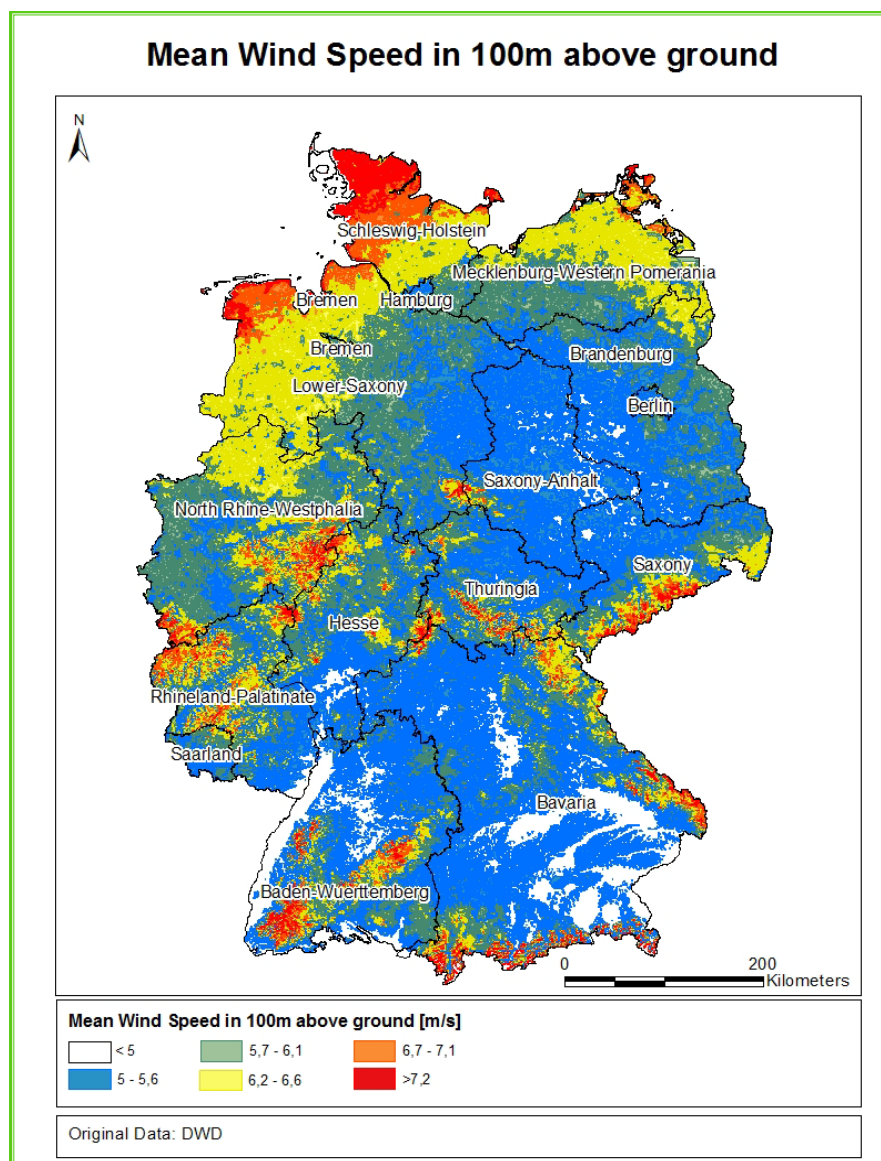 Mean Wind Speed in 100m above ground
N
Schleswig-Holstein
Mecklenburg-Western Pomerania
Bremen
Hamburg
Bremen
Brandenburg
Lower-Saxony
Berlin
Saxony-Anhalt
North Rhine-Westphalia
Saxony
Thuringia
Hesse
Rhineland-Palatinate
Saarland
Bavaria
Baden-Wuerttemberg
0 200
Kilometers
Mean Wind Speed in 100m above ground [m/s]
< 5 5,7 - 6,1 6,7 - 7,1
5 - 5,6 6,2 - 6,6 >7,2
Original Data: DWD